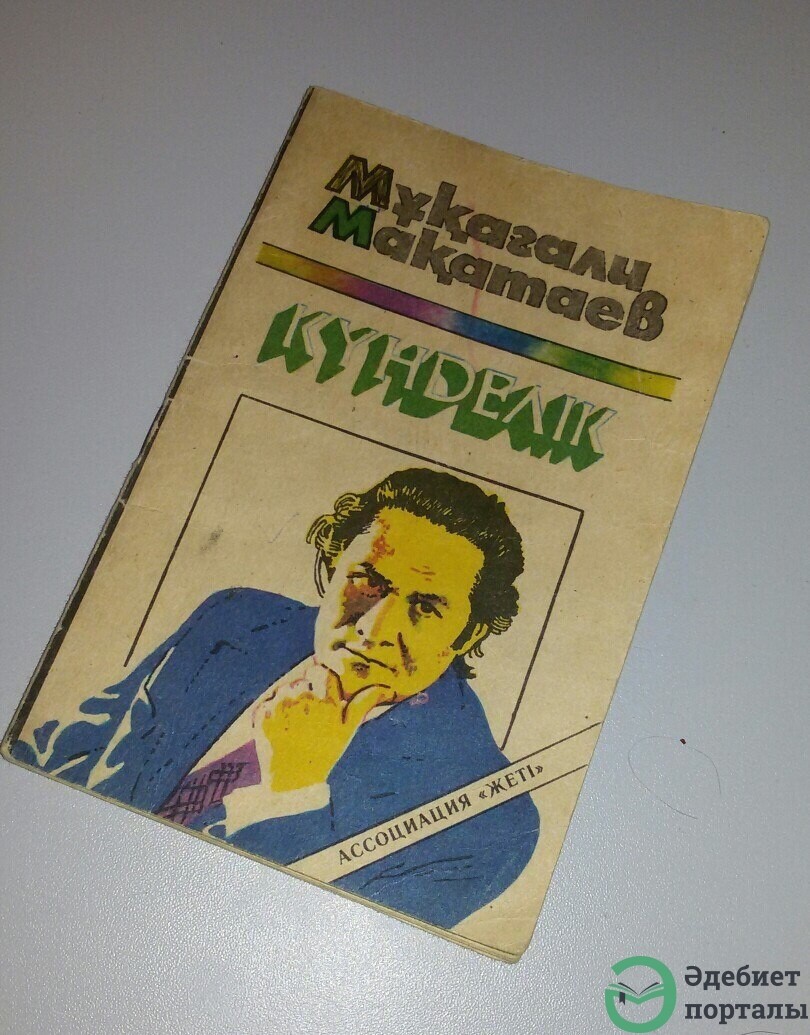 Мұқағали
Мақатаев
КҮНДЕЛІК
АССОЦИАЦИЯ «ЖЕТІ»
Әдебиет
порталы